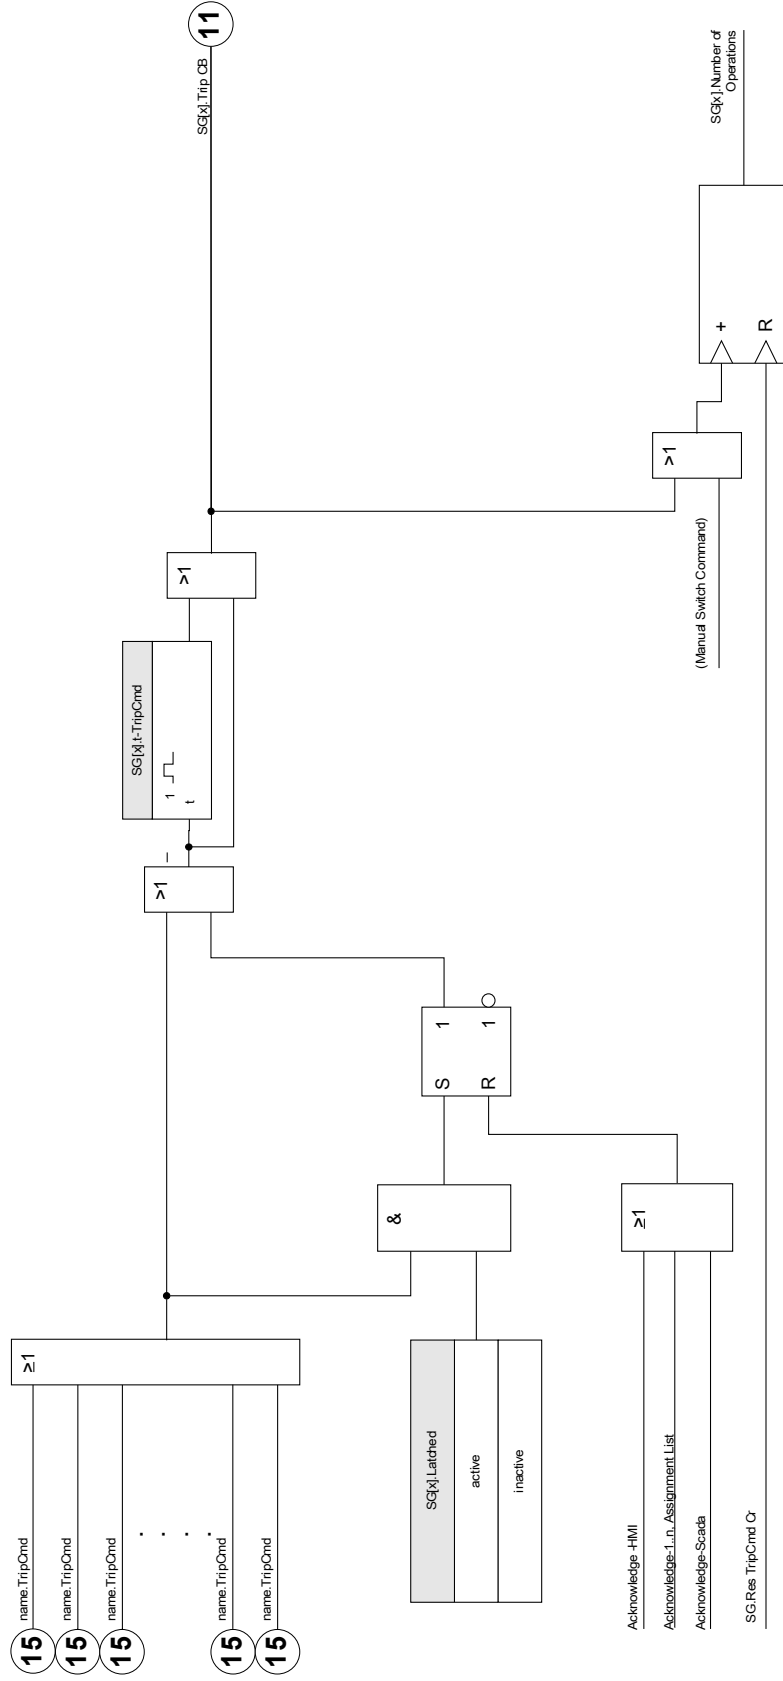 15
name.TripCmd
15
name.TripCmd
15
name.TripCmd
. . . .
15
name.TripCmd
15
name.TripCmd
≥1
SG[x].Latched
active
inactive
&
Acknowledge -HMI
Acknowledge-1..n, Assignment List
Acknowledge-Scada
≥1
S
1
R
1
>1
SG[x].t-TripCmd
1
t
>1
SG[x].Trip CB
11
(Manual Switch Command)
>1
SG.Res TripCmd Cr
+
R
SG[x].Number of
Operations